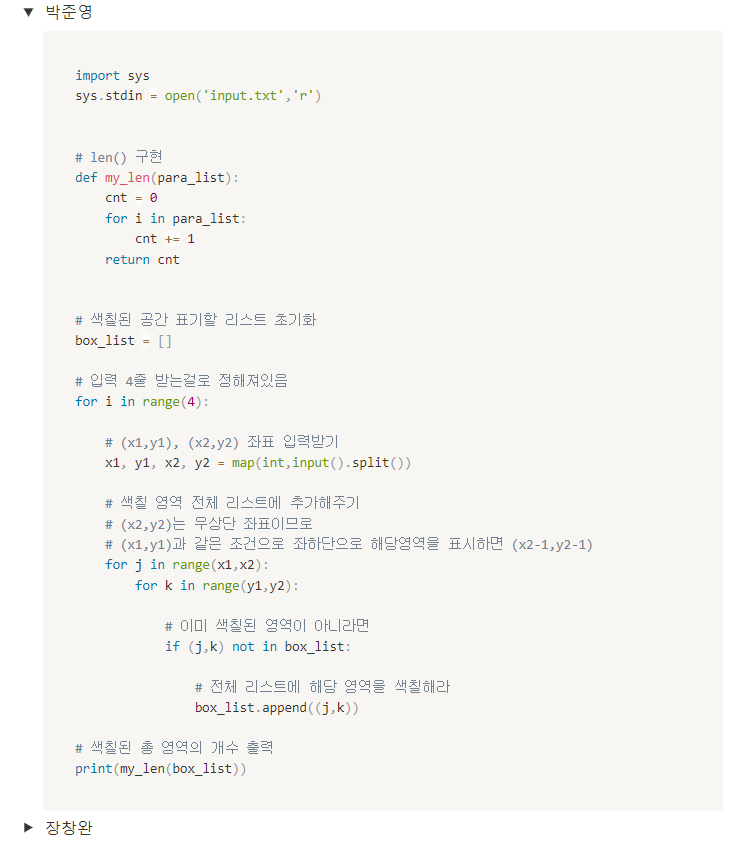 ▼ 박준영
import sys
sys.stdin = open('input.txt','r')
# len() 구현
def my_len(para_list):
    cnt = 0
    for i in para_list:
        cnt += 1
    return cnt
# 색칠된 공간 표기할 리스트 초기화
box_list = []
# 입력 4줄 받는걸로 정해져있음
for i in range(4):
    # (x1,y1), (x2,y2) 좌표 입력받기
    x1, y1, x2, y2 = map(int,input().split())
    # 색칠 영역 전체 리스트에 추가해주기
    # (x2,y2)는 우상단 좌표이므로
    # (x1,y1)과 같은 조건으로 좌하단으로 해당영역을 표시하면 (x2-1,y2-1)
    for j in range(x1,x2):
        for k in range(y1,y2):
            # 이미 색칠된 영역이 아니라면
            if (j,k) not in box_list:
                # 전체 리스트에 해당 영역을 색칠해라
                box_list.append((j,k))
# 색칠된 총 영역의 개수 출력
print(my_len(box_list))
▶ 장창완